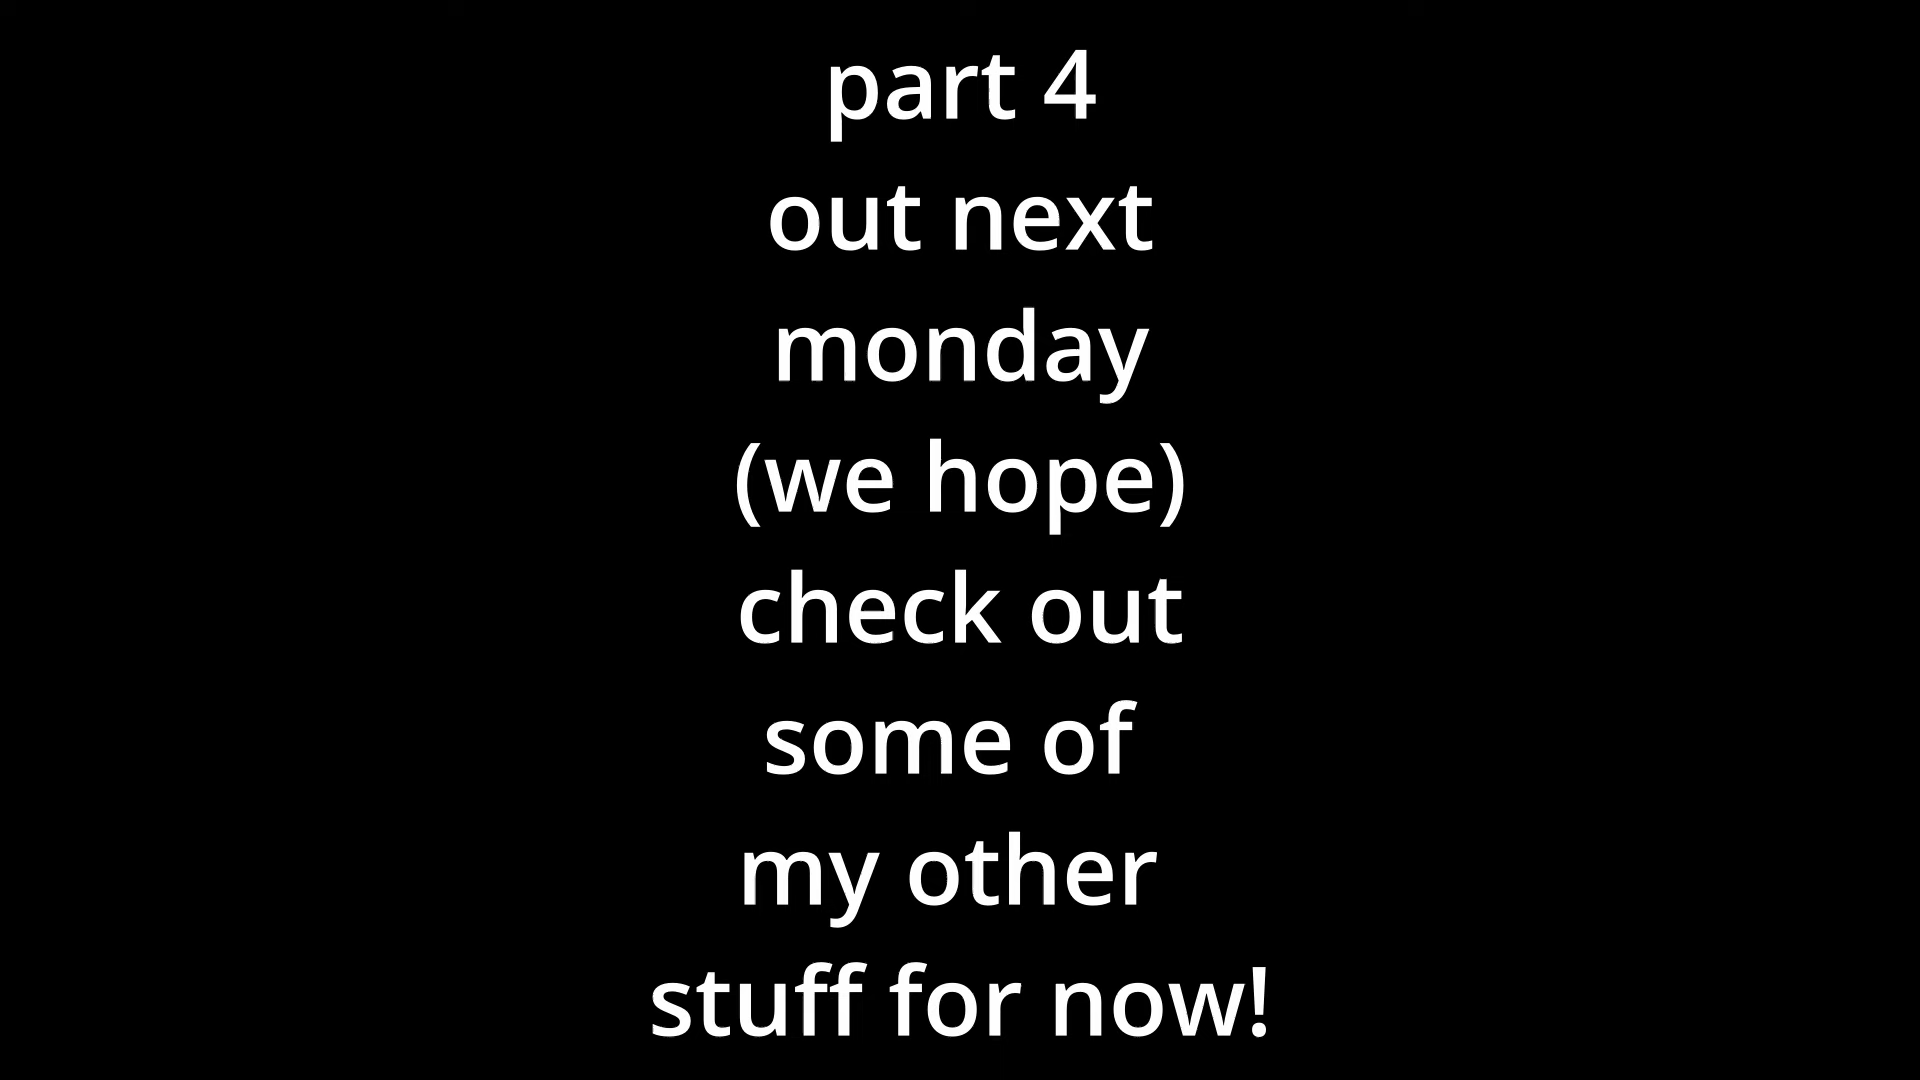 part 4
out next
monday
(we hope)
check out
some of
my other
stuff for now!